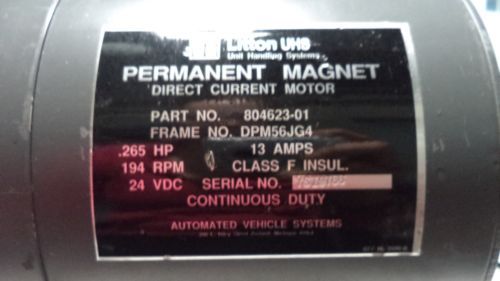 Litton UHS
Unit Handling Systems
PERMANENT MAGNET
DIRECT CURRENT MOTOR
PART NO. 804623-01
FRAME NO. DPM56JG4
.265 HP 13 AMPS
194 RPM CLASS F INSUL.
24 VDC SERIAL NO.
CONTINUOUS DUTY
AUTOMATED VEHICLE SYSTEMS